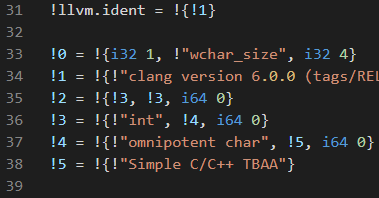 31 !llvm.ident = !{!1}
32
33 !0 = !{i32 1, !"wchar_size", i32 4}
34 !1 = !{!"clang version 6.0.0 (tags/REL
35 !2 = !{!3, !3, i64 0}
36 !3 = !{!"int", !4, i64 0}
37 !4 = !{!"omnipotent char", !5, i64 0}
38 !5 = !{!"Simple C/C++ TBAA"}
39